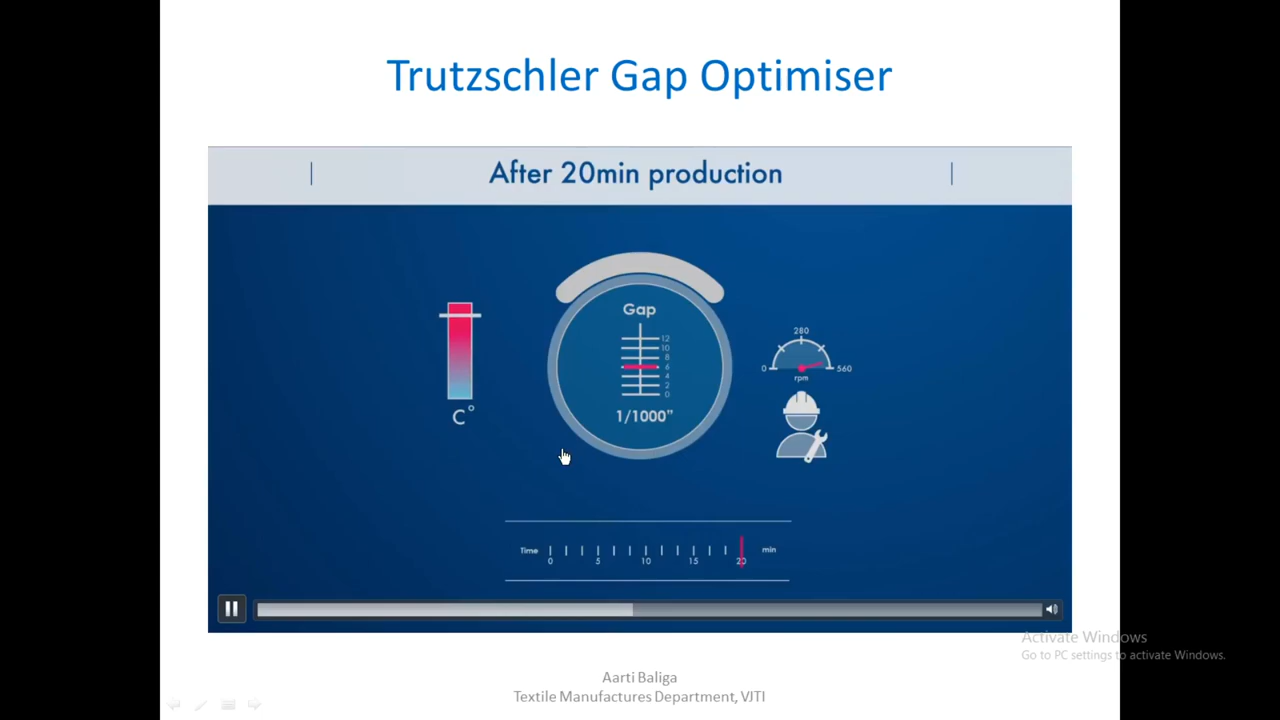 Trutzschler Gap Optimiser
After 20min production
Gap
12
10
8
6
4
2
0
1/1000"
C°
280
0
560
rpm
Time
0
5
10
15
20
min
Activate Windows
Go to PC settings to activate Windows.
Aarti Baliga
Textile Manufactures Department, VJTI